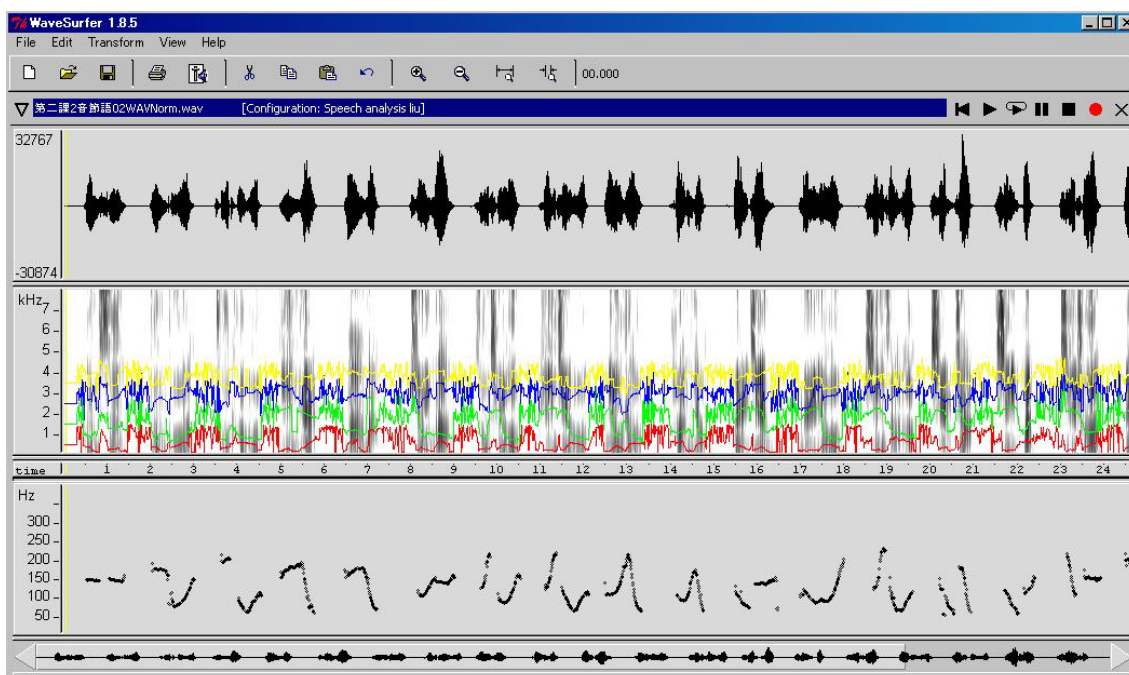 WaveSurfer 1.8.5
File Edit Transform View Help
00.000
第二課2音節語02WAVNorm.wav [Configuration: Speech analysis liu]
32767
-30874
kHz
7
6
5
4
3
2
1
time 1 2 3 4 5 6 7 8 9 10 11 12 13 14 15 16 17 18 19 20 21 22 23 24
Hz
300
250
200
150
100
50